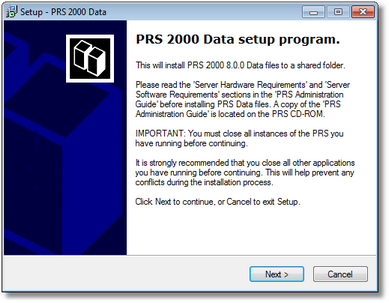 Setup - PRS 2000 Data
PRS 2000 Data setup program.
This will install PRS 2000 8.0.0 Data files to a shared folder.
Please read the 'Server Hardware Requirements' and 'Server
Software Requirements' sections in the 'PRS Administration
Guide' before installing PRS Data files. A copy of the 'PRS
Administration Guide' is located on the PRS CD-ROM.
IMPORTANT: You must close all instances of the PRS you
have running before continuing.
It is strongly recommended that you close all other applications
you have running before continuing. This will help prevent any
conflicts during the installation process.
Click Next to continue, or Cancel to exit Setup.
Next >
Cancel